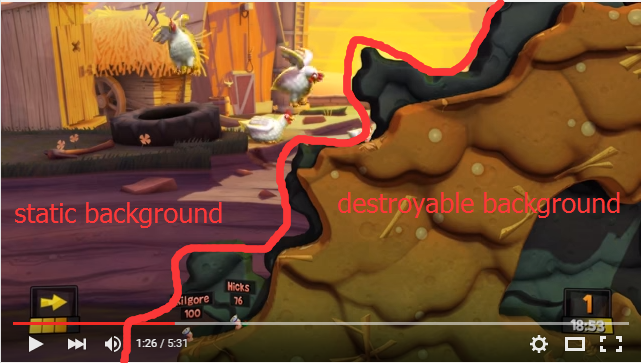 static background
destroyable background
Hicks
76
Kilgore
100
1
18:53
1:26 / 5:31